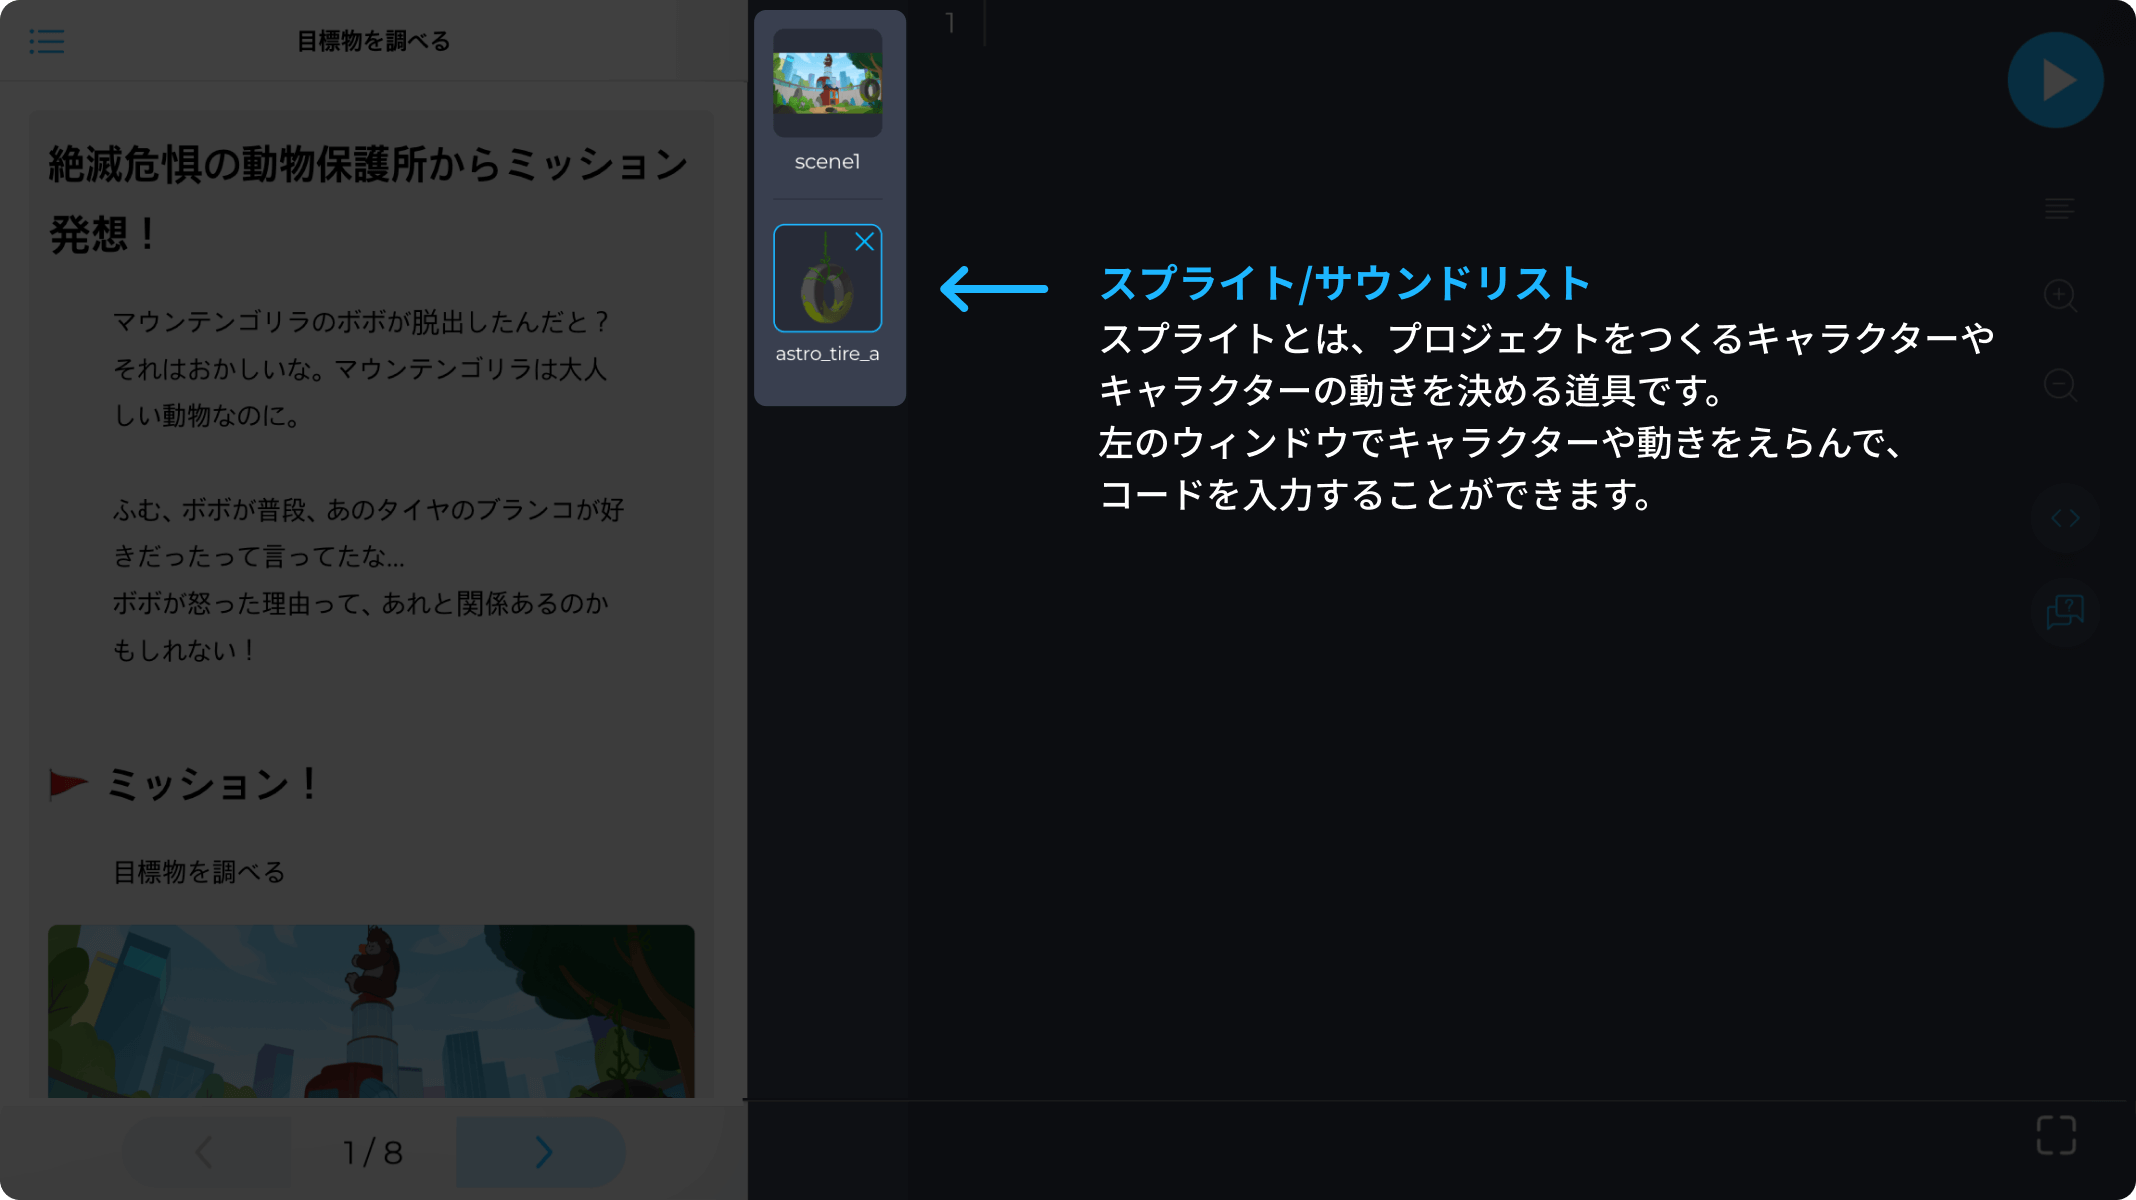 目標物を調べる
絶滅危惧の動物保護所からミッション
発想！
マウンテンゴリラのボボが脱出したんだと？
それはおかしいな。マウンテンゴリラは大人
しい動物なのに。
ふむ、ボボが普段、あのタイヤのブランコが好
きだったって言ってたな...
ボボが怒った理由って、あれと関係あるのか
もしれない！
ミッション！
目標物を調べる
1 / 8
scene1
astro_tire_a
1
スプライト/サウンドリスト
スプライトとは、プロジェクトをつくるキャラクターや
キャラクターの動きを決める道具です。
左のウィンドウでキャラクターや動きをえらんで、
コードを入力することができます。